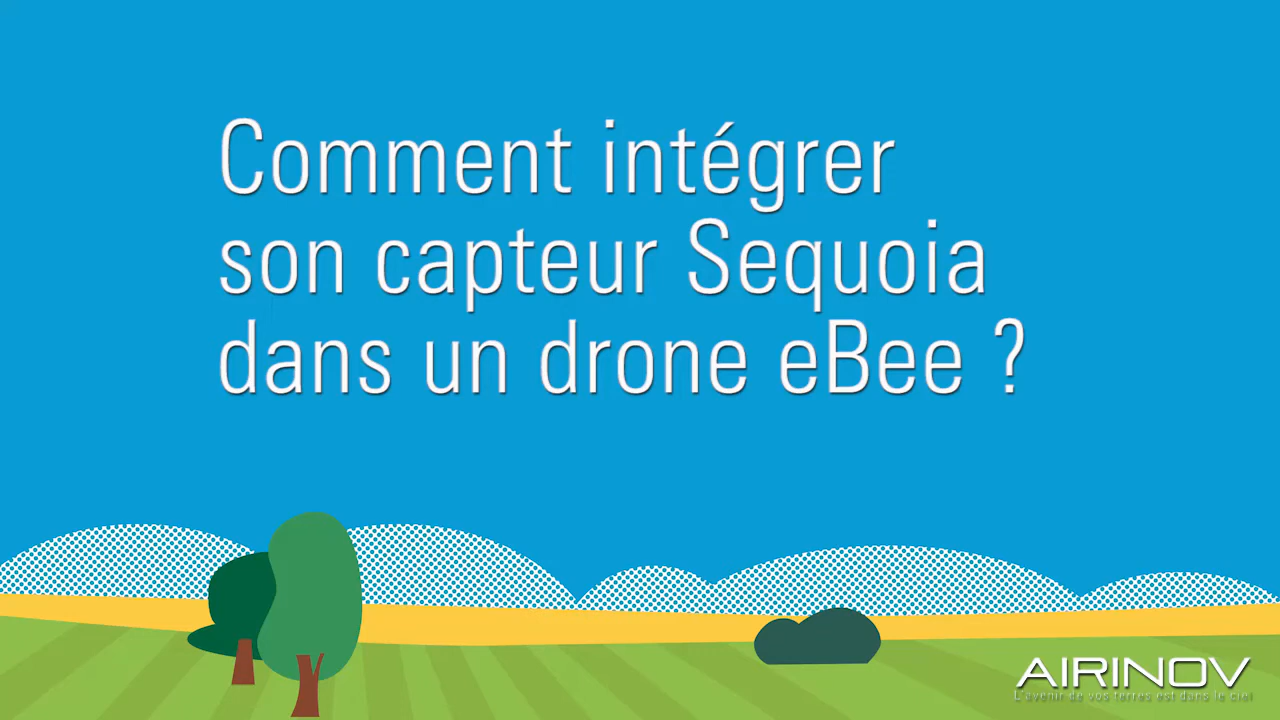 Comment intégrer
son capteur Sequoia
dans un drone eBee ?
AIRINOV
L'avenir de vos terres est dans le ciel